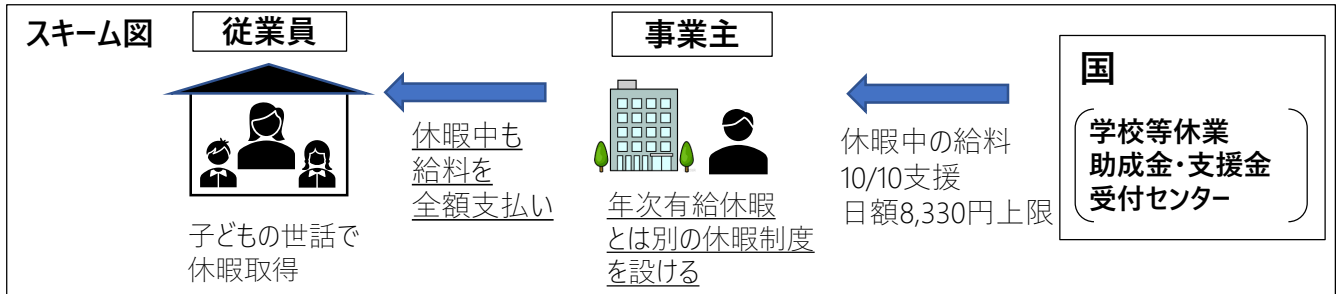 スキーム図
従業員
子どもの世話で
休暇取得
休暇中も
給料を
全額支払い
事業主
年次有給休暇
とは別の休暇制度
を設ける
休暇中の給料
10/10支援
日額8,330円上限
国
学校等休業
助成金・支援金
受付センター